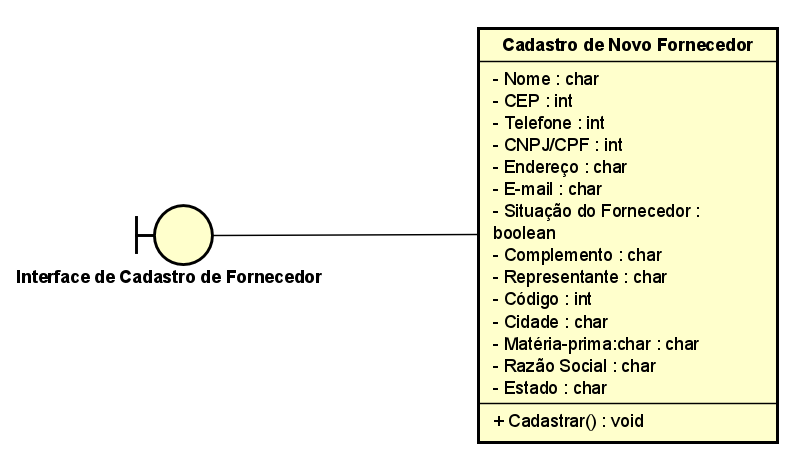 Cadastro de Novo Fornecedor
- Nome : char
- CEP : int
- Telefone : int
- CNPJ/CPF : int
- Endereço : char
- E-mail : char
- Situação do Fornecedor :
boolean
- Complemento : char
- Representante : char
- Código : int
- Cidade : char
- Matéria-prima:char : char
- Razão Social : char
- Estado : char
+ Cadastrar() : void
Interface de Cadastro de Fornecedor